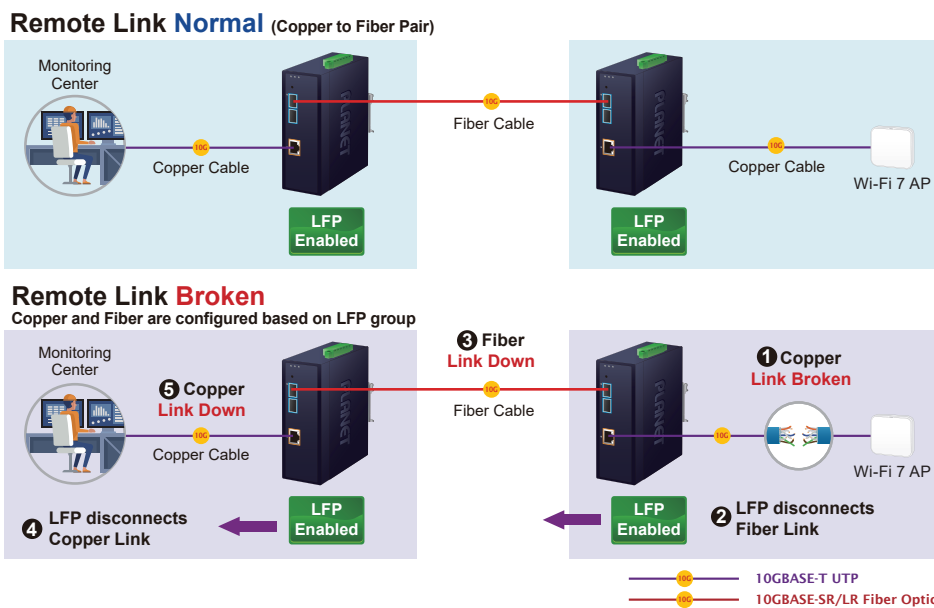 Remote Link Normal (Copper to Fiber Pair)
Monitoring
Center
10G
Copper Cable
PLANET
10G
Fiber Cable
PLANET
10G
Copper Cable
Wi-Fi 7 AP
LFP
Enabled
LFP
Enabled
Remote Link Broken
Copper and Fiber are configured based on LFP group
Monitoring
Center
5 Copper
Link Down
10G
Copper Cable
PLANET
3 Fiber
Link Down
10G
Fiber Cable
PLANET
1 Copper
Link Broken
10G
Wi-Fi 7 AP
4 LFP disconnects
Copper Link
LFP
Enabled
LFP
Enabled
2 LFP disconnects
Fiber Link
10G 10GBASE-T UTP
10G 10GBASE-SR/LR Fiber Optic